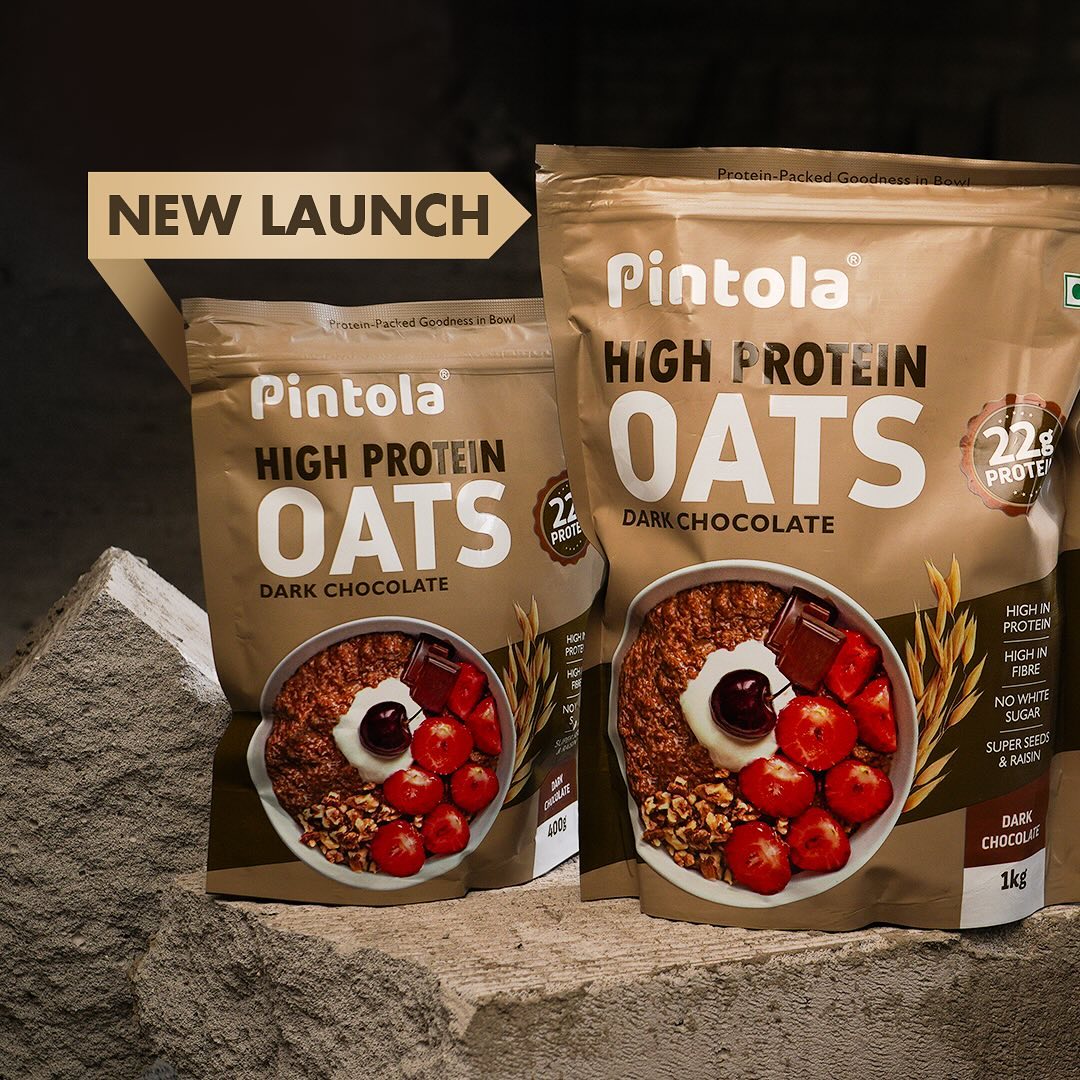 NEW LAUNCH
Protein-Packed Goodness in Bowl
Pintola®
HIGH PROTEIN
OATS
DARK CHOCOLATE
22
HIGH
DARK
CHOCOLATE
400g
Protein-Packed Goodness in Bowl
Pintola®
HIGH PROTEIN
OATS
DARK CHOCOLATE
22g
PROTEIN
HIGH IN
PROTEIN
HIGH IN
FIBRE
NO WHITE
SUGAR
SUPER SEEDS
& RAISIN
DARK
CHOCOLATE
1kg